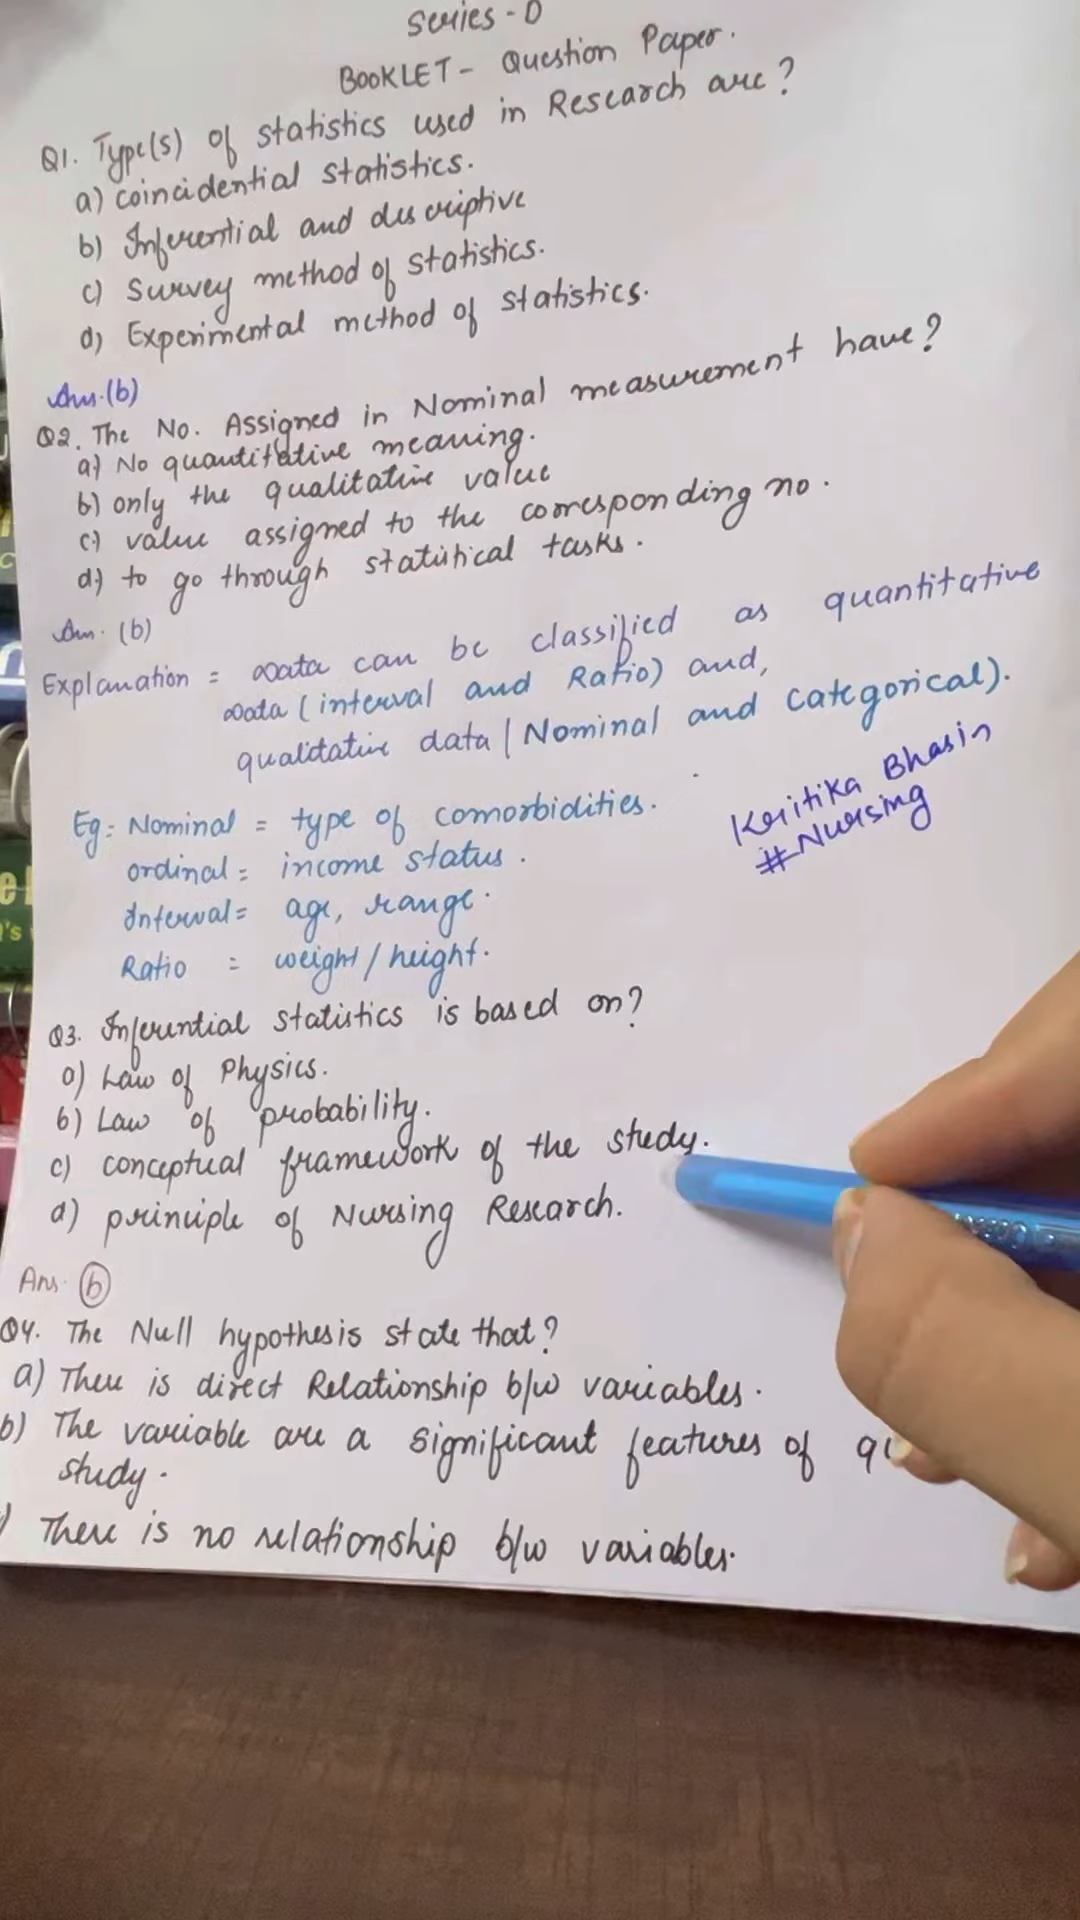 Series - D
BOOKLET - Question Paper.
Q1. Type(s) of statistics used in Research are?
a) coincidential statistics.
b) Inferential and descriptive
c) Survey method of statistics.
d) Experimental method of statistics.
Ans.(b)
Q2. The No. Assigned in Nominal measurement have?
a) No quantitative meaning.
b) only the qualitative value
c) value assigned to the corresponding no.
d) to go through statistical tasks.
Ans. (b)
Explanation = Data can be classified as quantitative
Data (interval and Ratio) and,
qualitative data (Nominal and Categorical).
Kritika Bhasin
#Nursing
Eg:- Nominal = type of comorbidities.
ordinal = income status.
Interval = age, range.
Ratio = weight/height.
Q3. Inferential statistics is based on?
a) Law of Physics.
b) Law of probability.
c) conceptual framework of the study.
d) principle of Nursing Research.
Ans. (b)
Q4. The Null hypothesis state that?
a) There is direct Relationship b/w variables.
b) The variable are a significant features of
study.
) There is no relationship b/w variables.